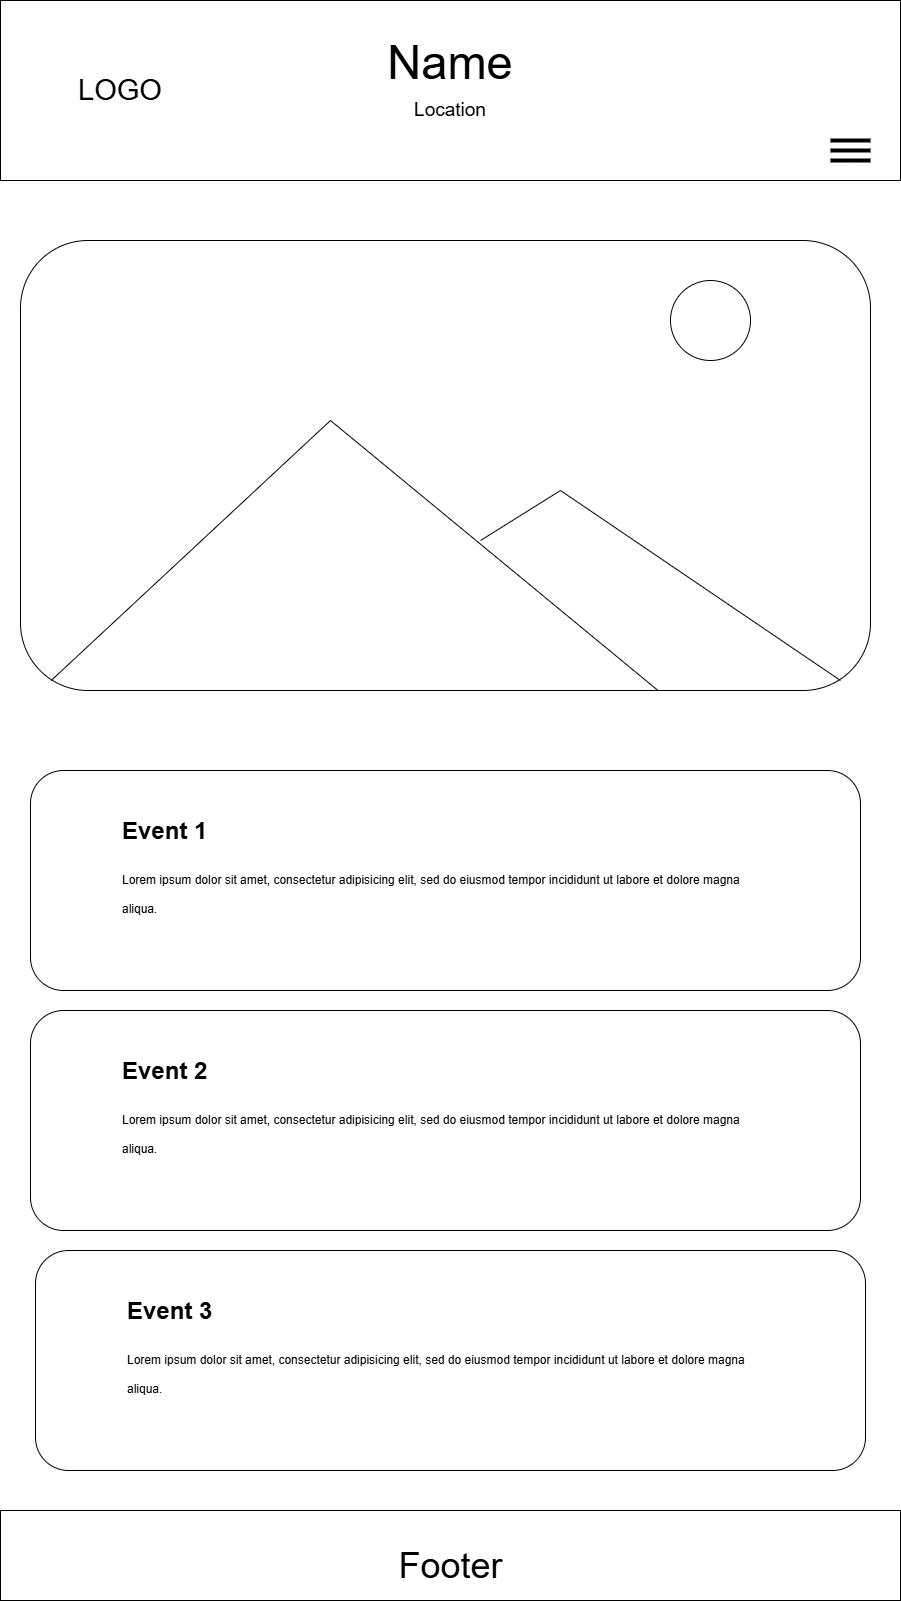 Name
LOGO
Location
Event 1
Lorem ipsum dolor sit amet, consectetur adipisicing elit, sed do eiusmod tempor incididunt ut labore et dolore magna
aliqua.
Event 2
Lorem ipsum dolor sit amet, consectetur adipisicing elit, sed do eiusmod tempor incididunt ut labore et dolore magna
aliqua.
Event 3
Lorem ipsum dolor sit amet, consectetur adipisicing elit, sed do eiusmod tempor incididunt ut labore et dolore magna
aliqua.
Footer